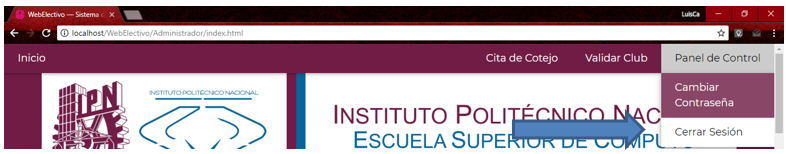 WebElectivo — Sistema c
LuisCa
localhost/WebElectivo/Administrador/index.html
Inicio
Cita de Cotejo
Validar Club
Panel de Control
Cambiar
Contraseña
Cerrar Sesión
IPN
INSTITUTO POLITÉCNICO NACIONAL
INSTITUTO POLITÉCNICO NAC
ESCUELA SUPERIOR DE CÓMPUTO